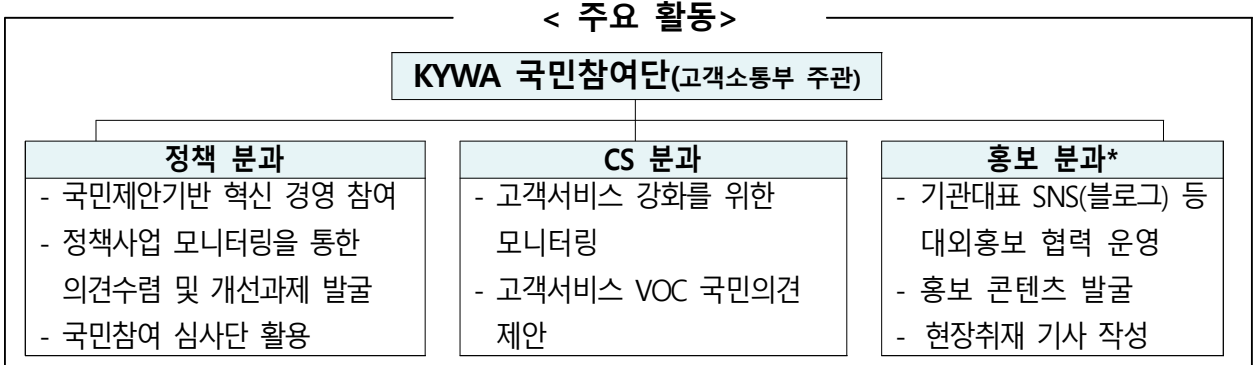 < 주요 활동>
KYWA 국민참여단(고객소통부 주관)
정책 분과
- 국민제안기반 혁신 경영 참여
- 정책사업 모니터링을 통한
의견수렴 및 개선과제 발굴
- 국민참여 심사단 활용
CS 분과
- 고객서비스 강화를 위한
모니터링
- 고객서비스 VOC 국민의견
제안
홍보 분과*
- 기관대표 SNS(블로그) 등
대외홍보 협력 운영
- 홍보 콘텐츠 발굴
- 현장취재 기사 작성